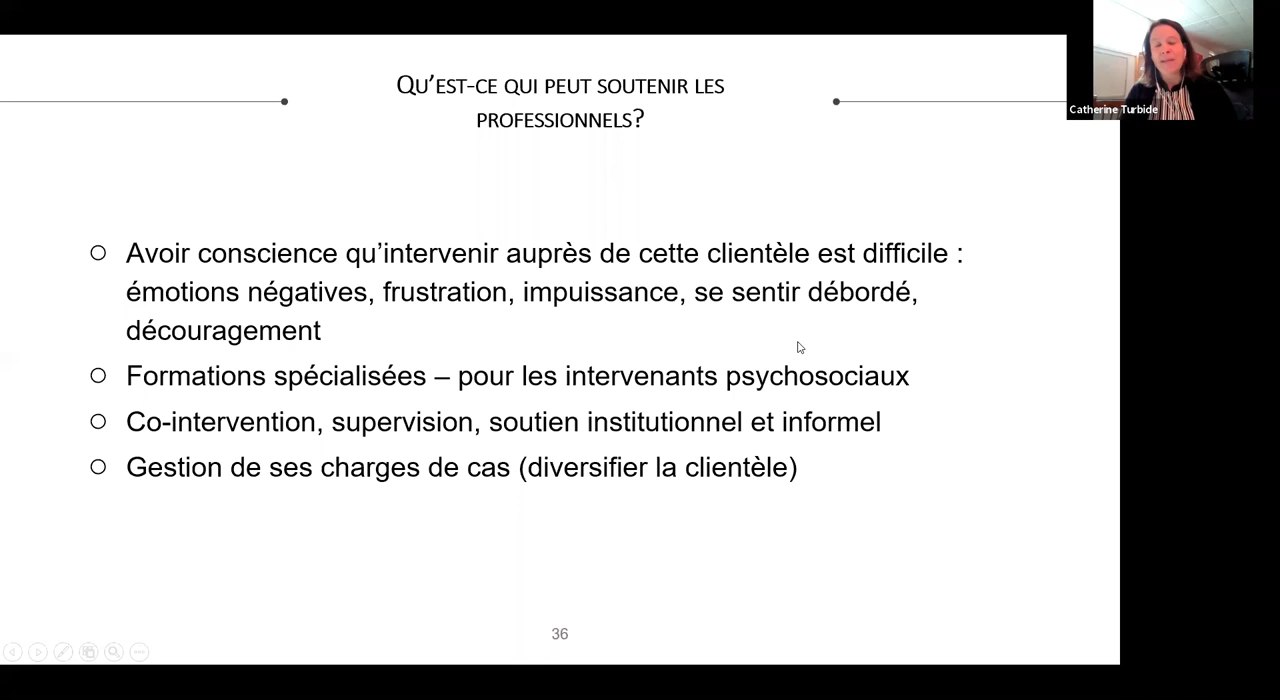 QU'EST-CE QUI PEUT SOUTENIR LES
PROFESSIONNELS?
Catherine Turbide
Avoir conscience qu'intervenir auprès de cette clientèle est difficile :
émotions négatives, frustration, impuissance, se sentir débordé,
découragement
Formations spécialisées – pour les intervenants psychosociaux
Co-intervention, supervision, soutien institutionnel et informel
Gestion de ses charges de cas (diversifier la clientèle)
36